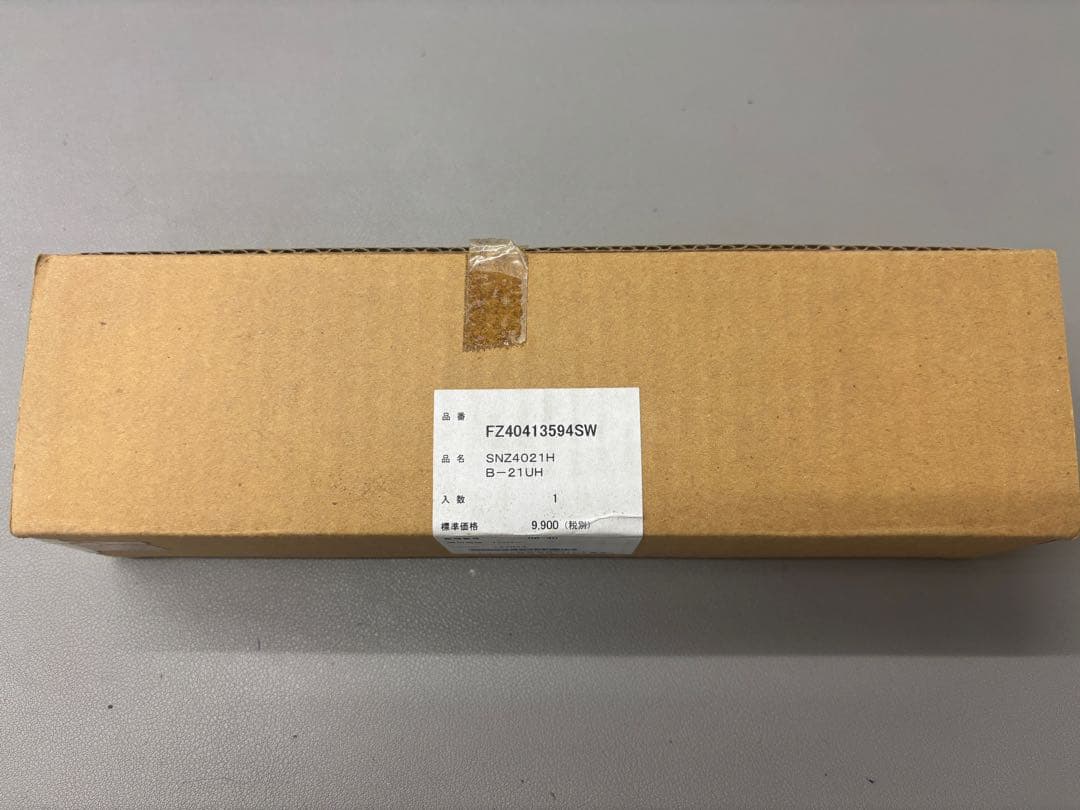 品番
FZ40413594SW
品名 SNZ4021H
B-21UH
入数 1
標準価格 9,900 (税別)